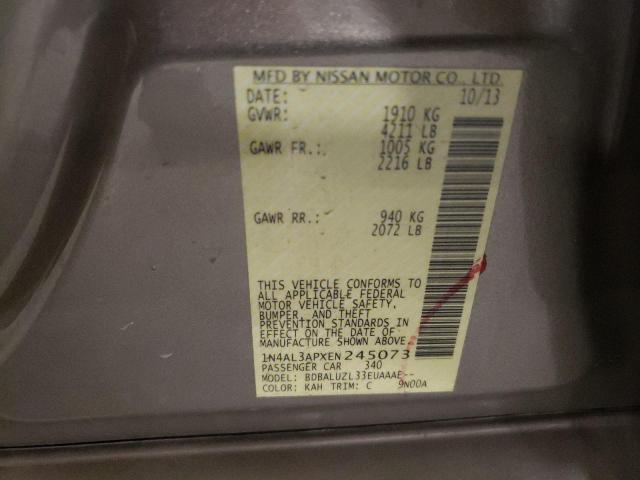 MFD BY NISSAN MOTOR CO., LTD.
DATE: 10/13
GVWR: 1910 KG
4211 LB
GAWR FR.: 1005 KG
2216 LB
GAWR RR.: 940 KG
2072 LB
THIS VEHICLE CONFORMS TO
ALL APPLICABLE FEDERAL
MOTOR VEHICLE SAFETY,
BUMPER, AND THEFT
PREVENTION STANDARDS IN
EFFECT ON THE DATE OF
MANUFACTURE SHOWN ABOVE.
1N4AL3APXEN245073
PASSENGER CAR 340
MODEL: BDBALUZL33EUAAAE--
COLOR: KAH TRIM: C 9N00A